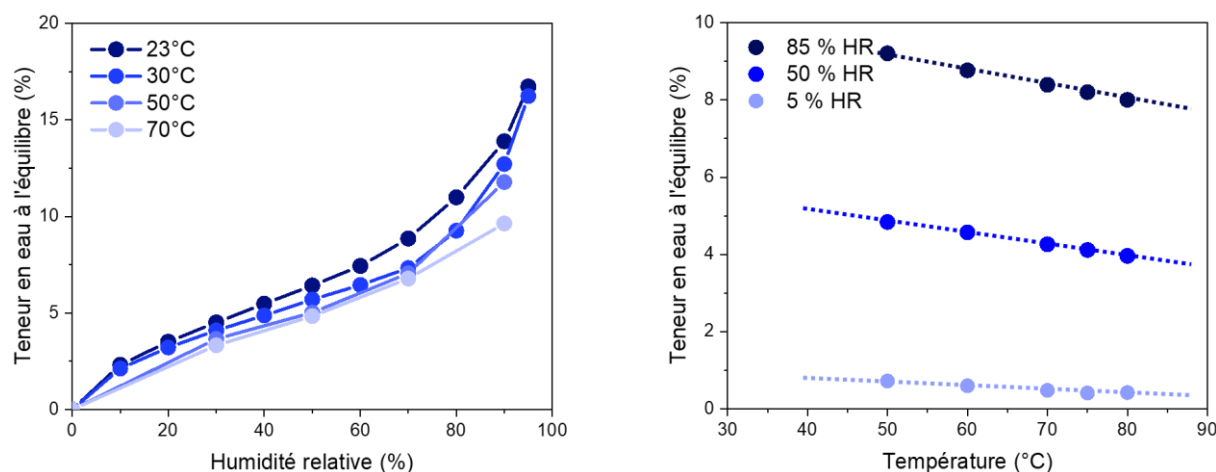 20
15
10
5
0
Teneur en eau à l'équilibre (%)
23°C
30°C
50°C
70°C
0
20
40
60
80
100
Humidité relative (%)
10
8
6
4
2
0
Teneur en eau à l'équilibre (%)
85 % HR
50 % HR
5 % HR
30
40
50
60
70
80
90
Température (°C)